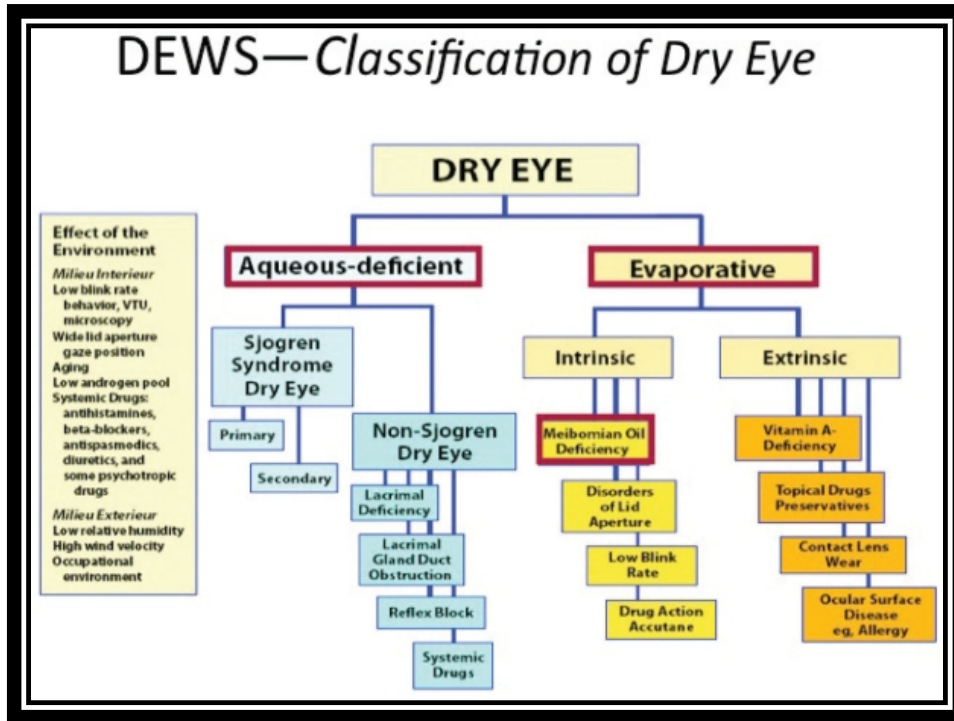 DEWS—Classification of Dry Eye
DRY EYE
Effect of the
Environment
Milieu Interieur
Low blink rate
behavior, VTU,
microscopy
Wide lid aperture
gaze position
Aging
Low androgen pool
Systemic Drugs:
antihistamines,
beta-blockers,
antispasmodics,
diuretics, and
some psychotropic
drugs
Milieu Exterieur
Low relative humidity
High wind velocity
Occupational
environment
Aqueous-deficient
Sjogren
Syndrome
Dry Eye
Primary
Secondary
Non-Sjogren
Dry Eye
Lacrimal
Deficiency
Lacrimal
Gland Duct
Obstruction
Reflex Block
Systemic
Drugs
Evaporative
Intrinsic
Meibomian Oil
Deficiency
Disorders
of Lid
Aperture
Low Blink
Rate
Drug Action
Accutane
Extrinsic
Vitamin A-
Deficiency
Topical Drugs
Preservatives
Contact Lens
Wear
Ocular Surface
Disease
eg, Allergy